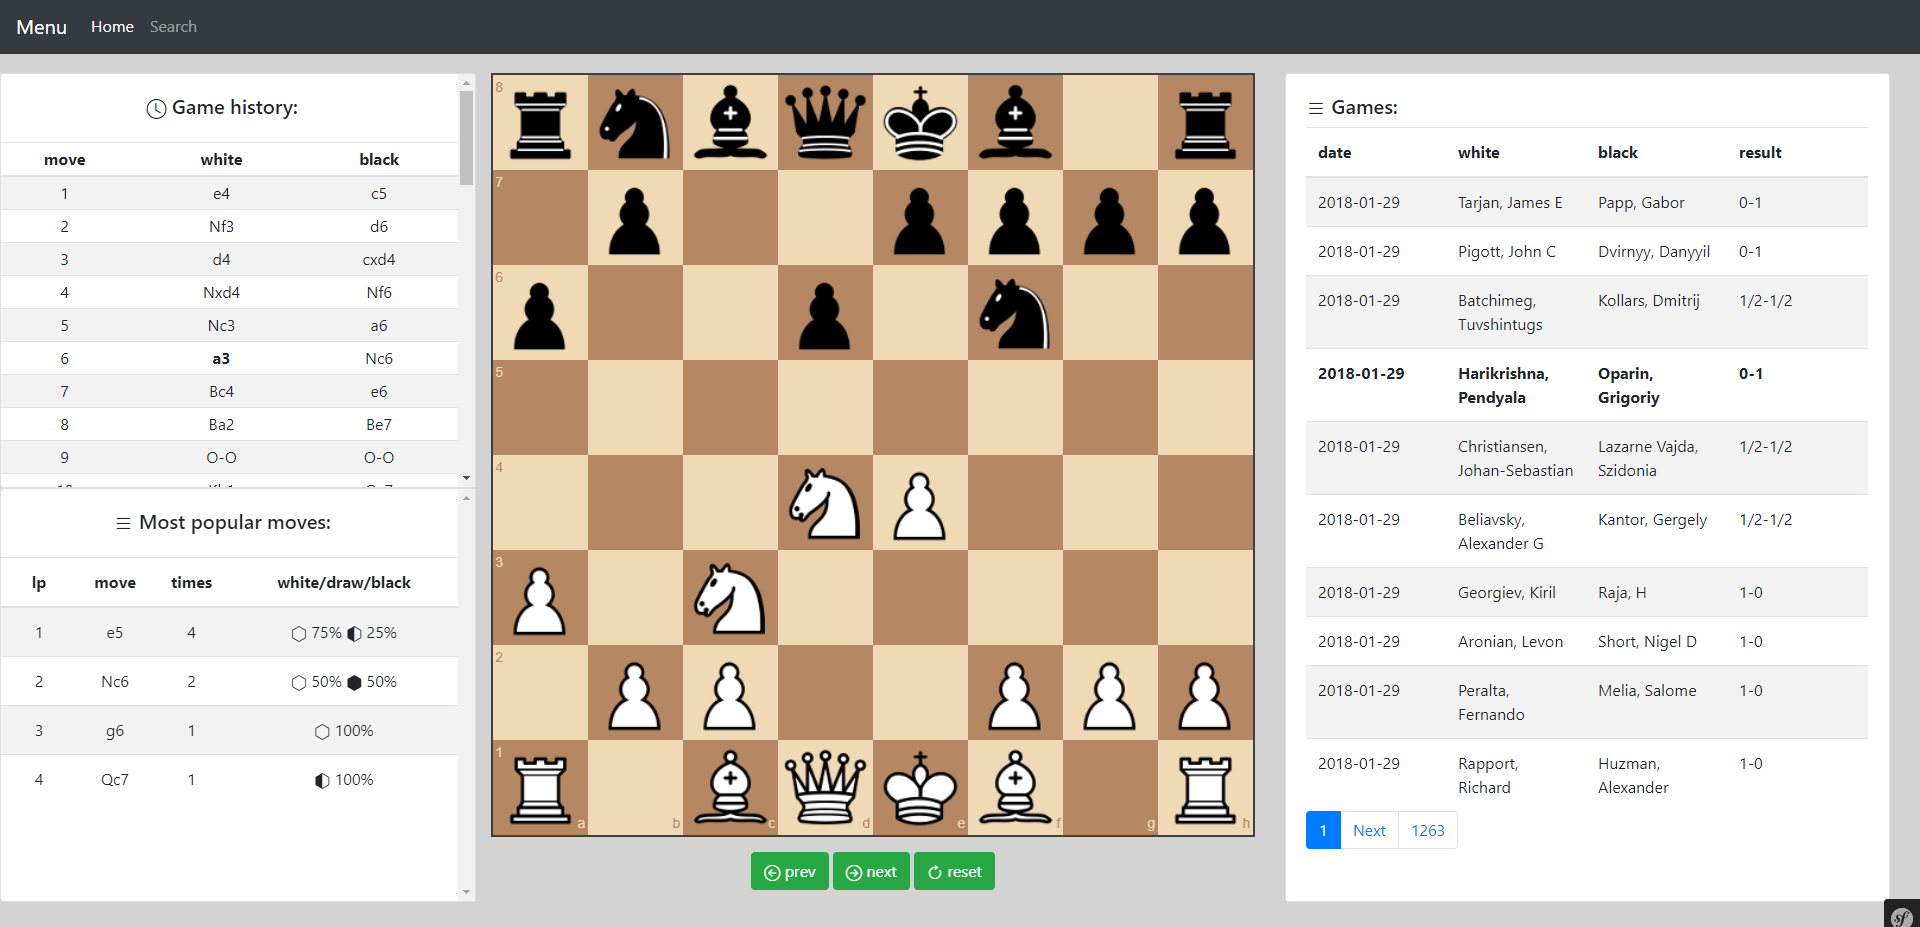 Menu Home Search
Game history:
move white black
1 e4 c5
2 Nf3 d6
3 d4 cxd4
4 Nxd4 Nf6
5 Nc3 a6
6 a3 Nc6
7 Bc4 e6
8 Ba2 Be7
9 O-O O-O
Most popular moves:
lp move times white/draw/black
1 e5 4 75% 25%
2 Nc6 2 50% 50%
3 g6 1 100%
4 Qc7 1 100%
8
7
6
5
4
3
2
1
a b c d e f g h
prev next reset
Games:
date white black result
2018-01-29 Tarjan, James E Papp, Gabor 0-1
2018-01-29 Pigott, John C Dvirnyy, Danyyil 0-1
2018-01-29 Batchimeg, Kollars, Dmitrij 1/2-1/2
Tuvshintugs
2018-01-29 Harikrishna, Oparin, 0-1
Pendyala Grigoriy
2018-01-29 Christiansen, Lazarne Vajda, 1/2-1/2
Johan-Sebastian Szidonia
2018-01-29 Beliavsky, Kantor, Gergely 1/2-1/2
Alexander G
2018-01-29 Georgiev, Kiril Raja, H 1-0
2018-01-29 Aronian, Levon Short, Nigel D 1-0
2018-01-29 Peralta, Melia, Salome 1-0
Fernando
2018-01-29 Rapport, Huzman, 1-0
Richard Alexander
1 Next 1263
sf